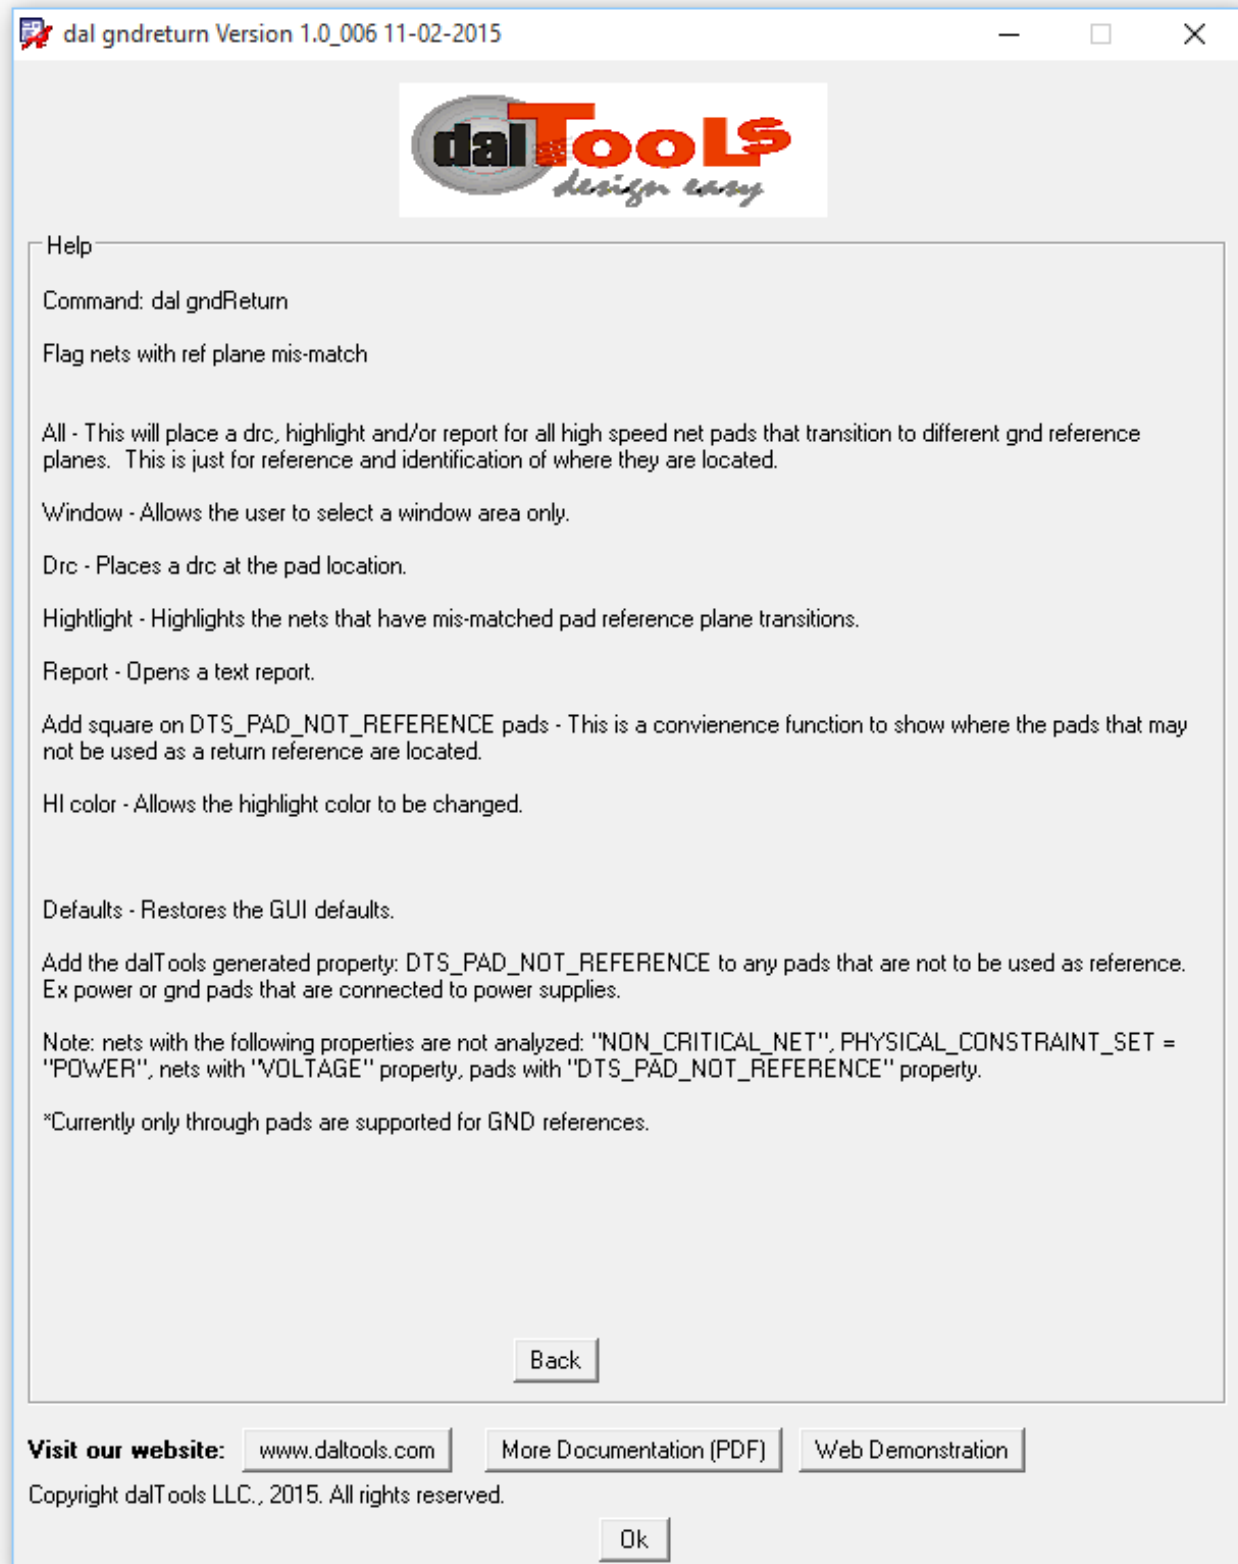 dal gndreturn Version 1.0_006 11-02-2015
dalTooLS
design easy
Help
Command: dal gndReturn
Flag nets with ref plane mis-match
All - This will place a drc, highlight and/or report for all high speed net pads that transition to different gnd reference
planes.  This is just for reference and identification of where they are located.
Window - Allows the user to select a window area only.
Drc - Places a drc at the pad location.
Hightlight - Highlights the nets that have mis-matched pad reference plane transitions.
Report - Opens a text report.
Add square on DTS_PAD_NOT_REFERENCE pads - This is a convienence function to show where the pads that may
not be used as a return reference are located.
HI color - Allows the highlight color to be changed.
Defaults - Restores the GUI defaults.
Add the dalTools generated property: DTS_PAD_NOT_REFERENCE to any pads that are not to be used as reference.
Ex power or gnd pads that are connected to power supplies.
Note: nets with the following properties are not analyzed: "NON_CRITICAL_NET", PHYSICAL_CONSTRAINT_SET =
"POWER", nets with "VOLTAGE" property, pads with "DTS_PAD_NOT_REFERENCE" property.
*Currently only through pads are supported for GND references.
Back
Visit our website: www.daltools.com More Documentation (PDF) Web Demonstration
Copyright dalTools LLC., 2015. All rights reserved.
Ok